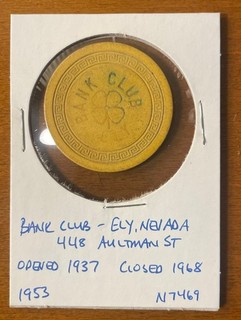 BANK CLUB
BANK CLUB - ELY, NEVADA
448 AULTMAN ST
OPENED 1937 CLOSED 1968
1953 N7469